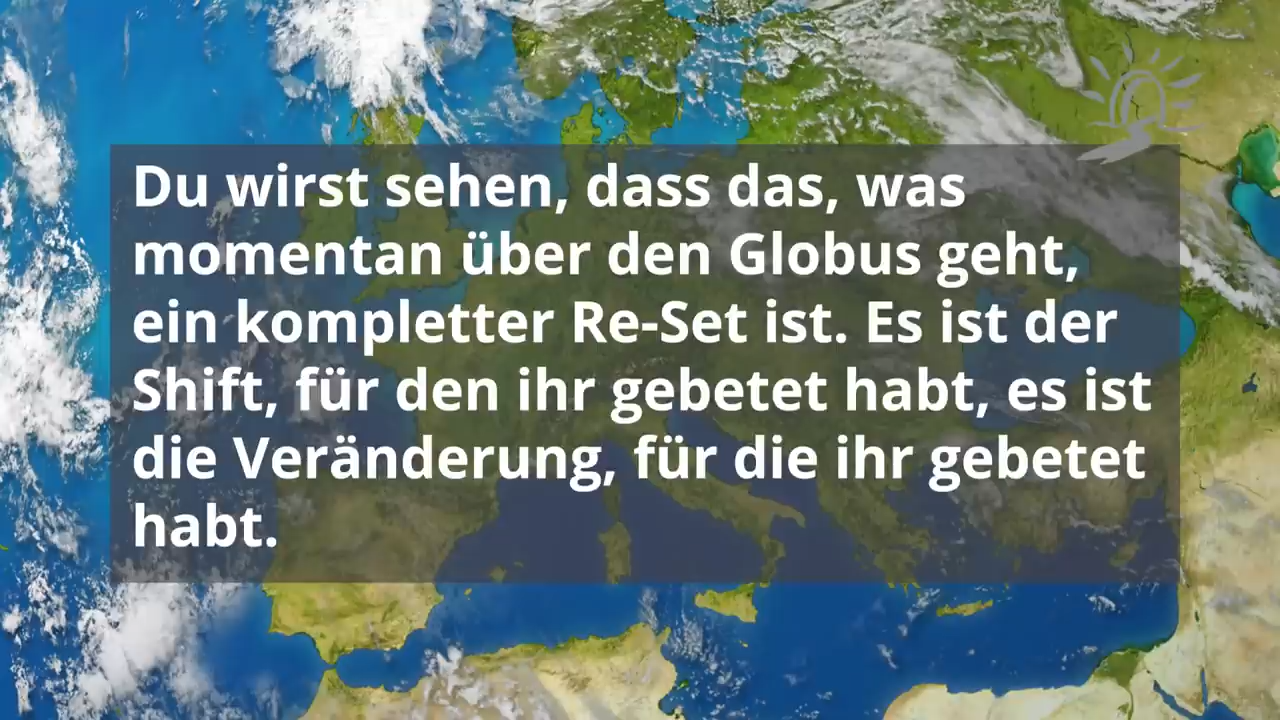 Du wirst sehen, dass das, was
momentan über den Globus geht,
ein kompletter Re-Set ist. Es ist der
Shift, für den ihr gebetet habt, es ist
die Veränderung, für die ihr gebetet
habt.